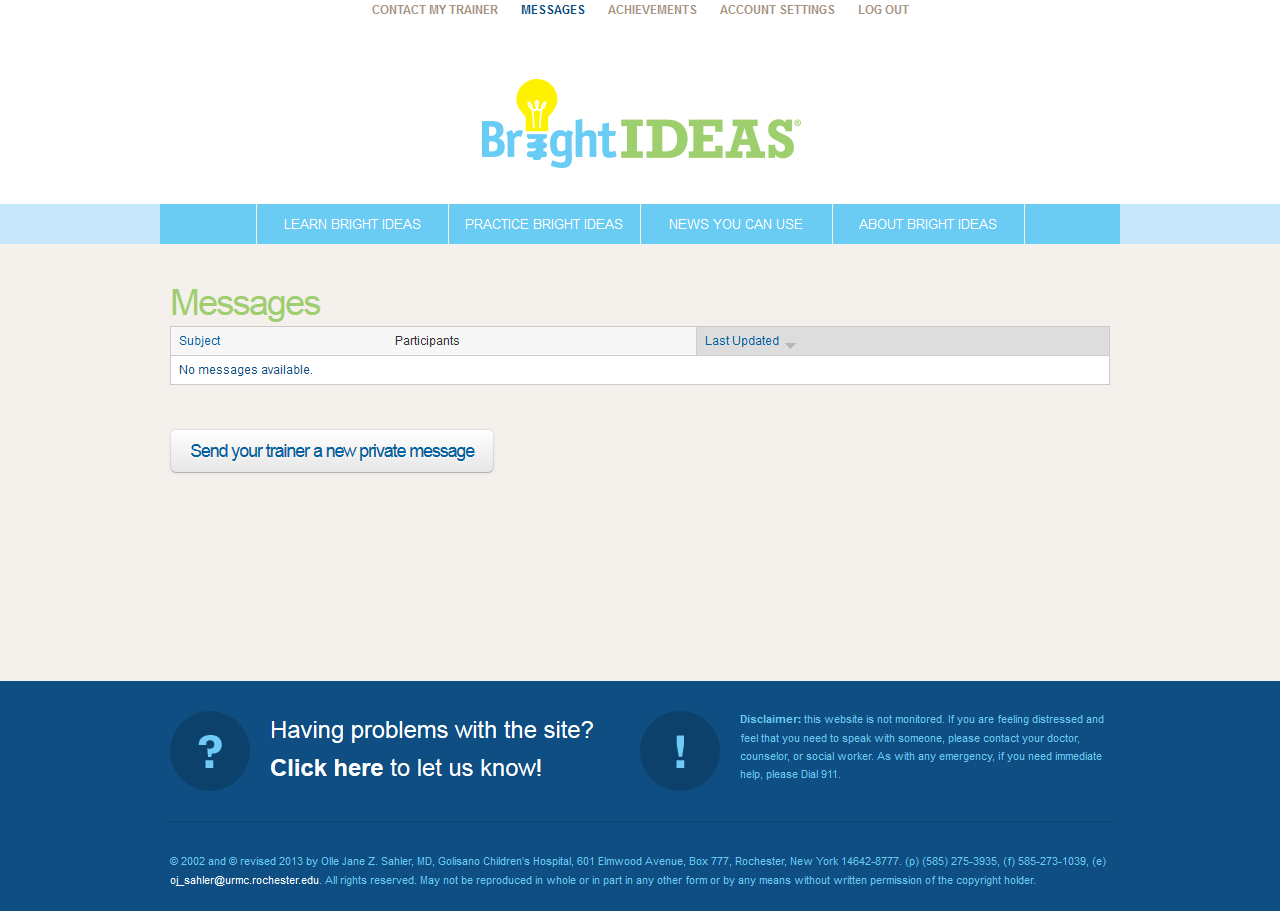 CONTACT MY TRAINER MESSAGES ACHIEVEMENTS ACCOUNT SETTINGS LOG OUT
Bright IDEAS®
LEARN BRIGHT IDEAS PRACTICE BRIGHT IDEAS NEWS YOU CAN USE ABOUT BRIGHT IDEAS
Messages
Subject Participants Last Updated
No messages available.
Send your trainer a new private message
?
Having problems with the site?
Click here to let us know!
!
Disclaimer: this website is not monitored. If you are feeling distressed and
feel that you need to speak with someone, please contact your doctor,
counselor, or social worker. As with any emergency, if you need immediate
help, please Dial 911.
© 2002 and © revised 2013 by Olle Jane Z. Sahler, MD, Golisano Children's Hospital, 601 Elmwood Avenue, Box 777, Rochester, New York 14642-8777. (p) (585) 275-3935, (f) 585-273-1039, (e)
oj_sahler@urmc.rochester.edu. All rights reserved. May not be reproduced in whole or in part in any other form or by any means without written permission of the copyright holder.